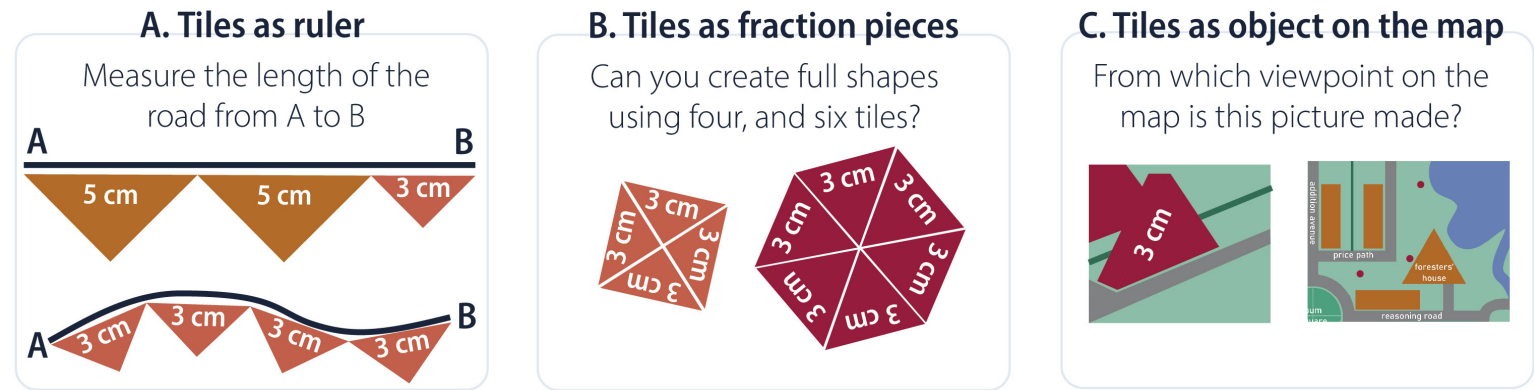 A. Tiles as ruler
Measure the length of the
road from A to B
A
B
5 cm
5 cm
3 cm
A
3 cm
3 cm
3 cm
3 cm
B
B. Tiles as fraction pieces
Can you create full shapes
using four, and six tiles?
3 cm
3 cm
3 cm
3 cm
3 cm
3 cm
3 cm
3 cm
3 cm
3 cm
C. Tiles as object on the map
From which viewpoint on the
map is this picture made?
3 cm
addition avenue
price path
foresters'
house
reasoning road
um
uare